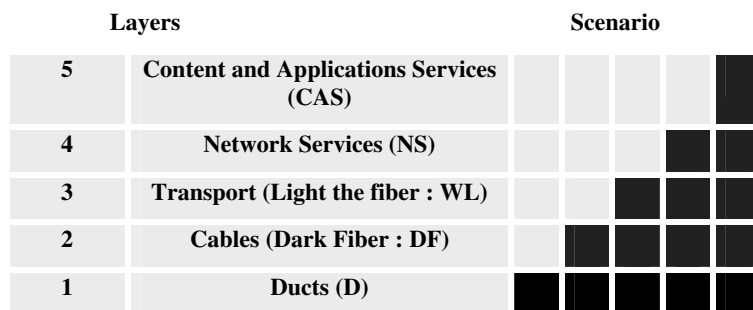 Layers Scenario
5 Content and Applications Services
(CAS)
4 Network Services (NS)
3 Transport (Light the fiber : WL)
2 Cables (Dark Fiber : DF)
1 Ducts (D)